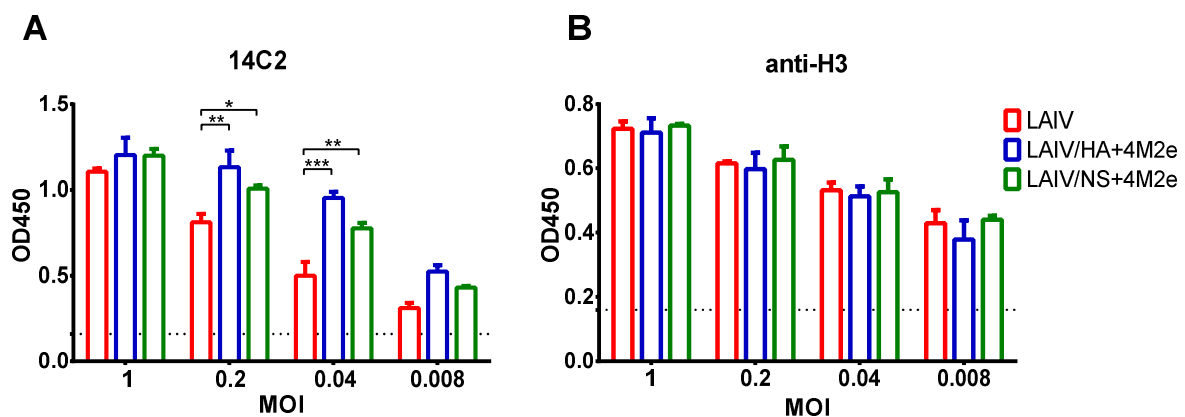 A
14C2
OD450
1.5
1.0
0.5
0.0
*
**
**
***
1 0.2 0.04 0.008
MOI
B
anti-H3
OD450
0.8
0.6
0.4
0.2
0.0
1 0.2 0.04 0.008
MOI
LAIV
LAIV/HA+4M2e
LAIV/NS+4M2e